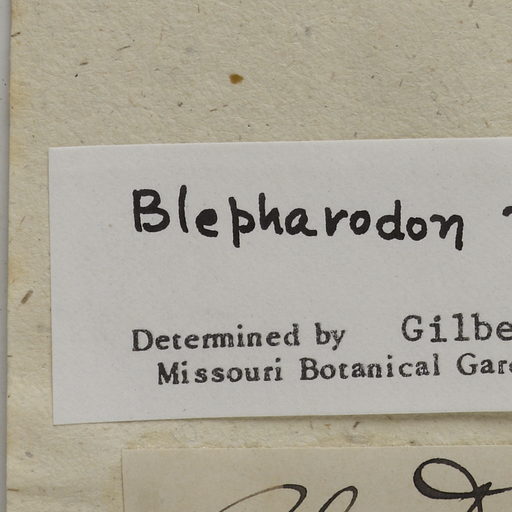 Blepharodon
Determined by Gilbe
Missouri Botanical Gar